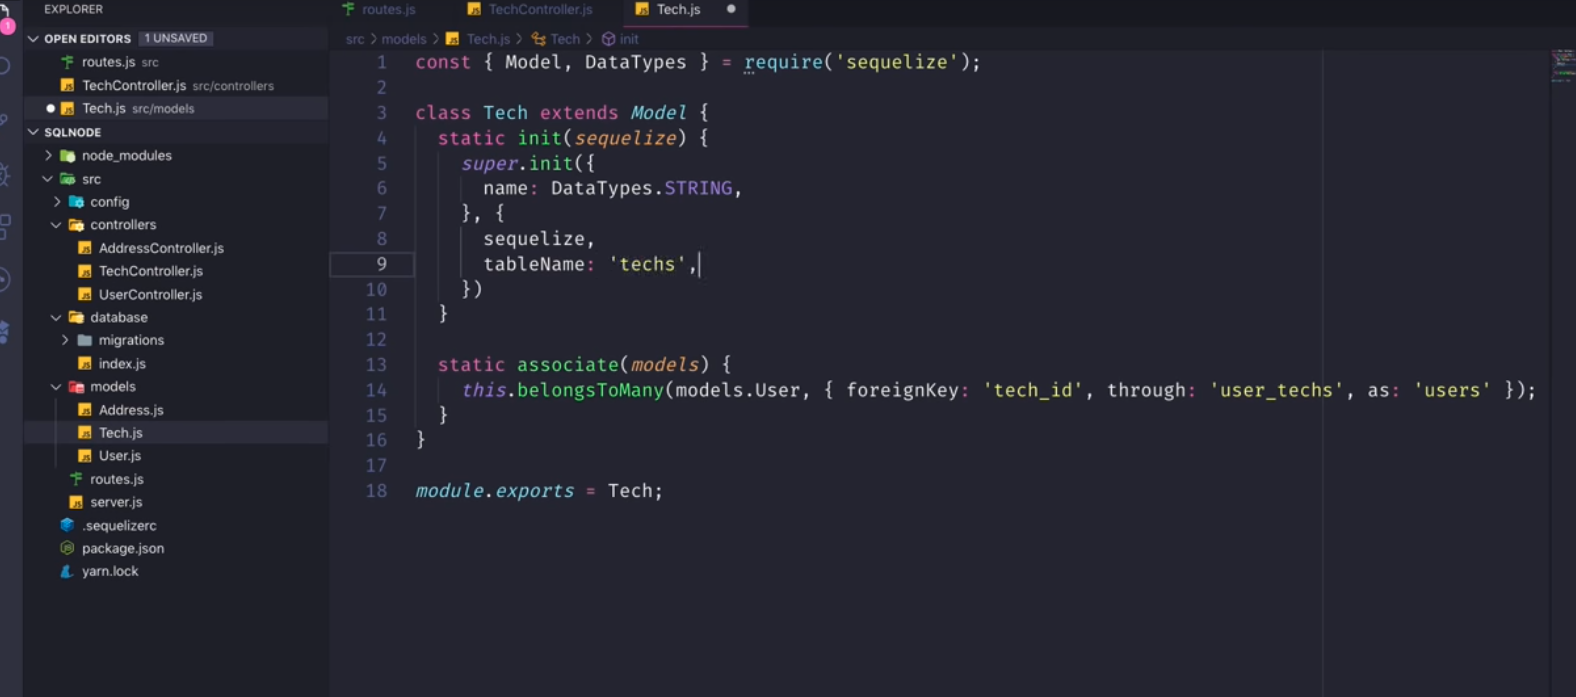 EXPLORER
OPEN EDITORS 1 UNSAVED
routes.js src
TechController.js src/controllers
Tech.js src/models
SQLNODE
node_modules
src
config
controllers
AddressController.js
TechController.js
UserController.js
database
migrations
index.js
models
Address.js
Tech.js
User.js
routes.js
server.js
.sequelizerc
package.json
yarn.lock
1
routes.js TechController.js Tech.js
src > models > Tech.js > Tech > init
1 const { Model, DataTypes } = require('sequelize');
2
3 class Tech extends Model {
4 static init(sequelize) {
5 super.init({
6 name: DataTypes.STRING,
7 }, {
8 sequelize,
9 tableName: 'techs',
10 })
11 }
12
13 static associate(models) {
14 this.belongsToMany(models.User, { foreignKey: 'tech_id', through: 'user_techs', as: 'users' });
15 }
16 }
17
18 module.exports = Tech;